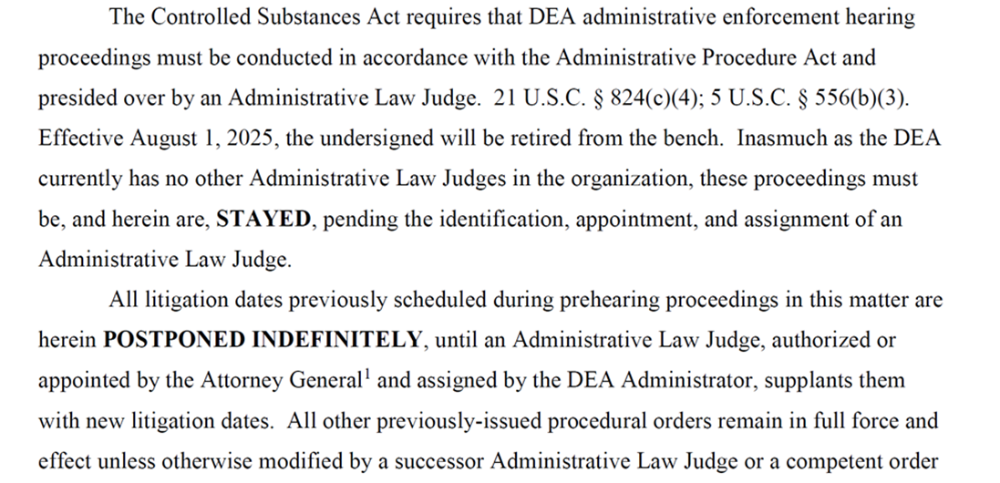 The Controlled Substances Act requires that DEA administrative enforcement hearing
proceedings must be conducted in accordance with the Administrative Procedure Act and
presided over by an Administrative Law Judge.  21 U.S.C. § 824(c)(4); 5 U.S.C. § 556(b)(3).
Effective August 1, 2025, the undersigned will be retired from the bench.  Inasmuch as the DEA
currently has no other Administrative Law Judges in the organization, these proceedings must
be, and herein are, STAYED, pending the identification, appointment, and assignment of an
Administrative Law Judge.
All litigation dates previously scheduled during prehearing proceedings in this matter are
herein POSTPONED INDEFINITELY, until an Administrative Law Judge, authorized or
appointed by the Attorney General¹ and assigned by the DEA Administrator, supplants them
with new litigation dates.  All other previously-issued procedural orders remain in full force and
effect unless otherwise modified by a successor Administrative Law Judge or a competent order